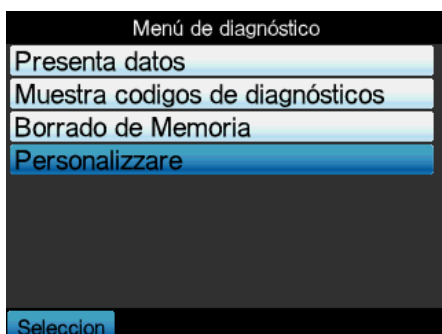 Menú de diagnóstico
Presenta datos
Muestra codigos de diagnósticos
Borrado de Memoria
Personalizzare
Seleccion